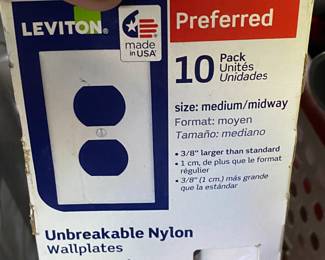 LEVITON®
made
in USA*
Preferred
10 Pack
Unités
Unidades
size: medium/midway
Format: moyen
Tamaño: mediano
• 3/8" larger than standard
• 1 cm, de plus que le format
régulier
• 3/8" (1 cm.) más grande
que la estándar
Unbreakable Nylon
Wallplates